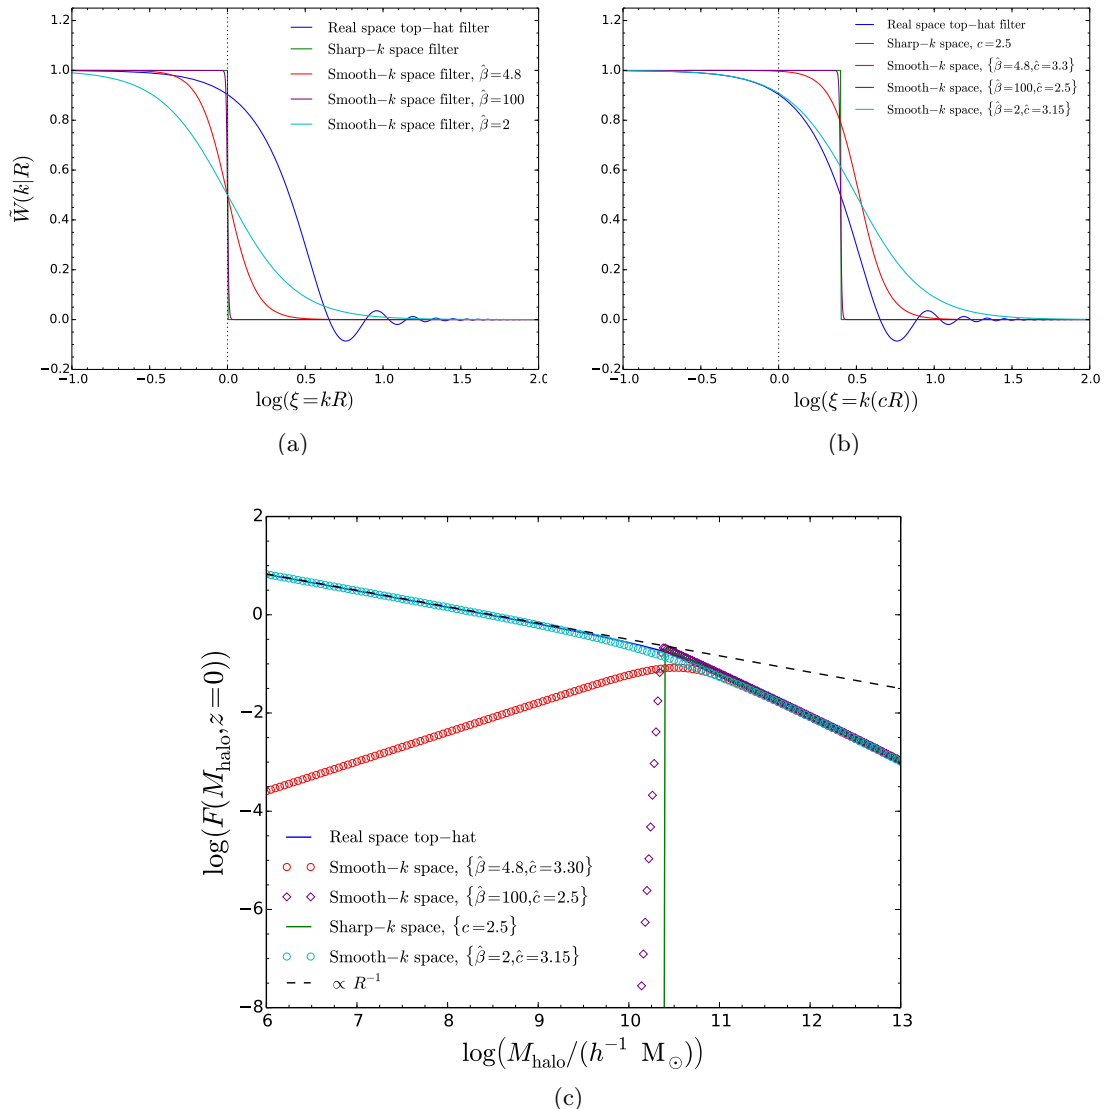 1.2
1.0
0.8
0.6
0.4
0.2
0.0
−0.2
W̃(k|R)
Real space top−hat filter
Sharp−k space filter
Smooth−k space filter, β̂=4.8
Smooth−k space filter, β̂=100
Smooth−k space filter, β̂=2
−1.0 −0.5 0.0 0.5 1.0 1.5 2.0
log(ξ=kR)
(a)
1.2
1.0
0.8
0.6
0.4
0.2
0.0
−0.2
Real space top−hat filter
Sharp−k space, c=2.5
Smooth−k space, {β̂=4.8,ĉ=3.3}
Smooth−k space, {β̂=100,ĉ=2.5}
Smooth−k space, {β̂=2,ĉ=3.15}
−1.0 −0.5 0.0 0.5 1.0 1.5 2.0
log(ξ=k(cR))
(b)
2
0
−2
−4
−6
−8
log(F(M_halo,z=0))
Real space top−hat
Smooth−k space, {β̂=4.8,ĉ=3.30}
Smooth−k space, {β̂=100,ĉ=2.5}
Sharp−k space, {c=2.5}
Smooth−k space, {β̂=2,ĉ=3.15}
∝ R⁻¹
6 7 8 9 10 11 12 13
log(M_halo/(h⁻¹ M_⊙))
(c)